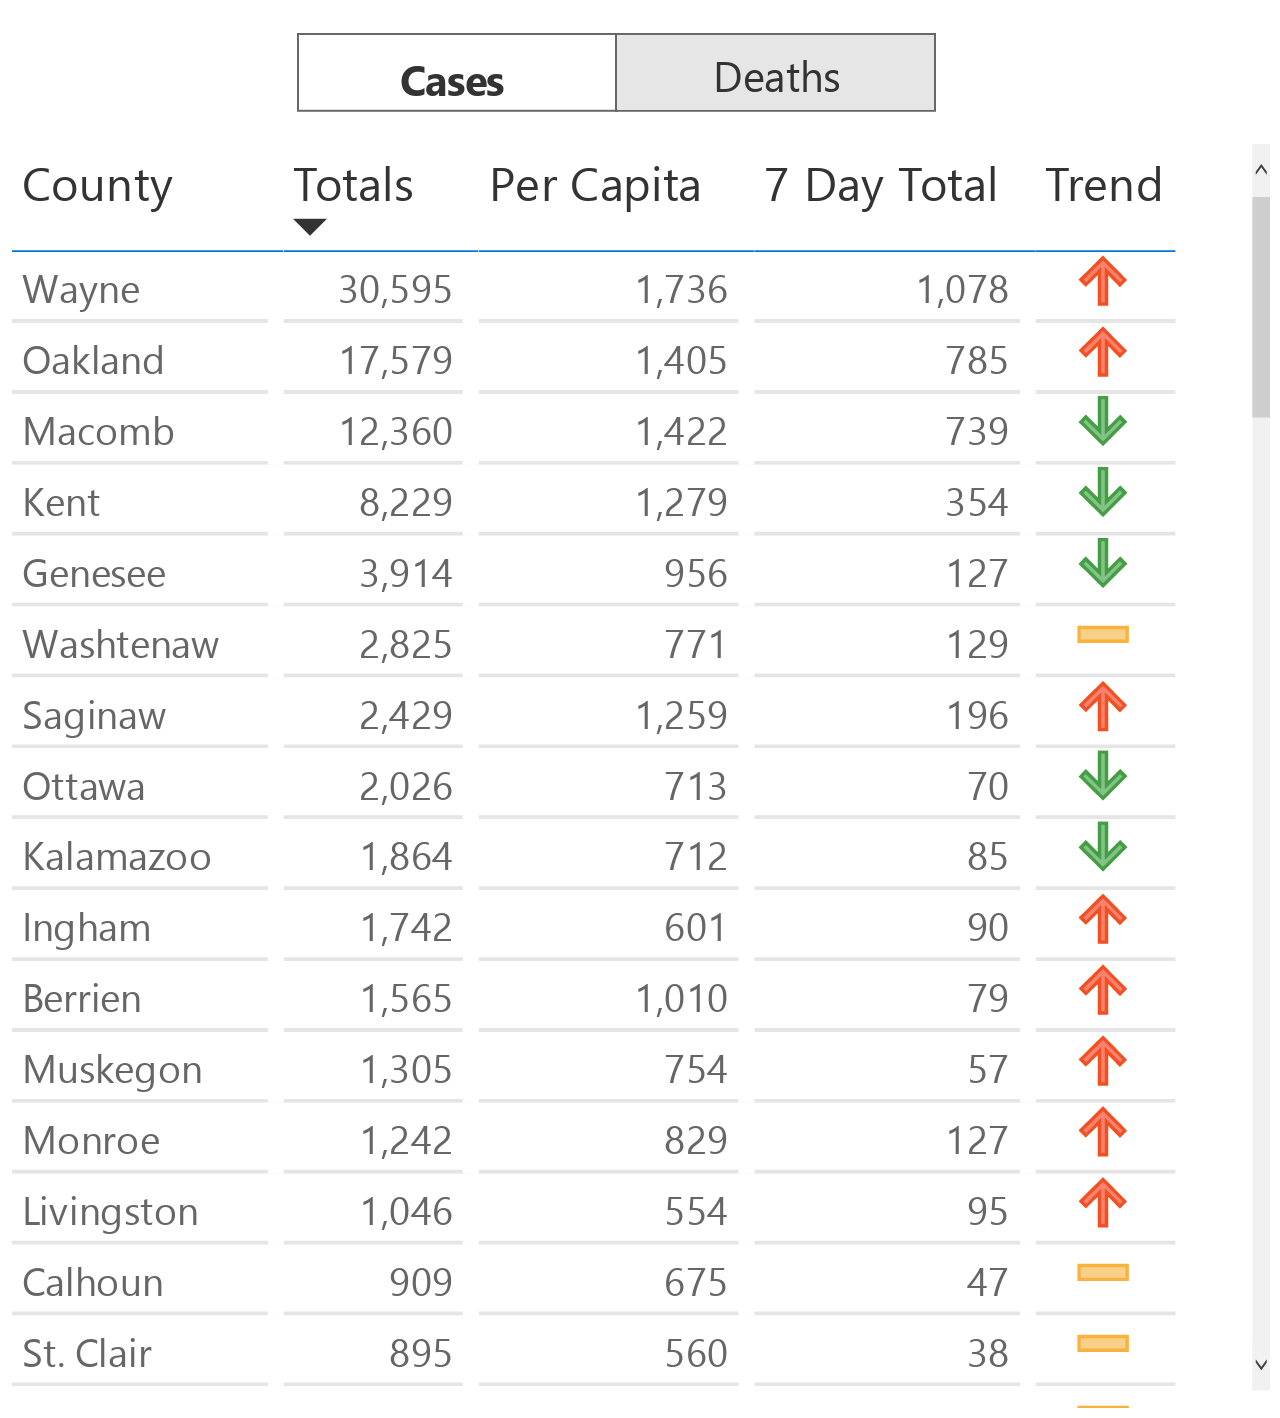 Cases Deaths
County Totals Per Capita 7 Day Total Trend
Wayne 30,595 1,736 1,078
Oakland 17,579 1,405 785
Macomb 12,360 1,422 739
Kent 8,229 1,279 354
Genesee 3,914 956 127
Washtenaw 2,825 771 129
Saginaw 2,429 1,259 196
Ottawa 2,026 713 70
Kalamazoo 1,864 712 85
Ingham 1,742 601 90
Berrien 1,565 1,010 79
Muskegon 1,305 754 57
Monroe 1,242 829 127
Livingston 1,046 554 95
Calhoun 909 675 47
St. Clair 895 560 38